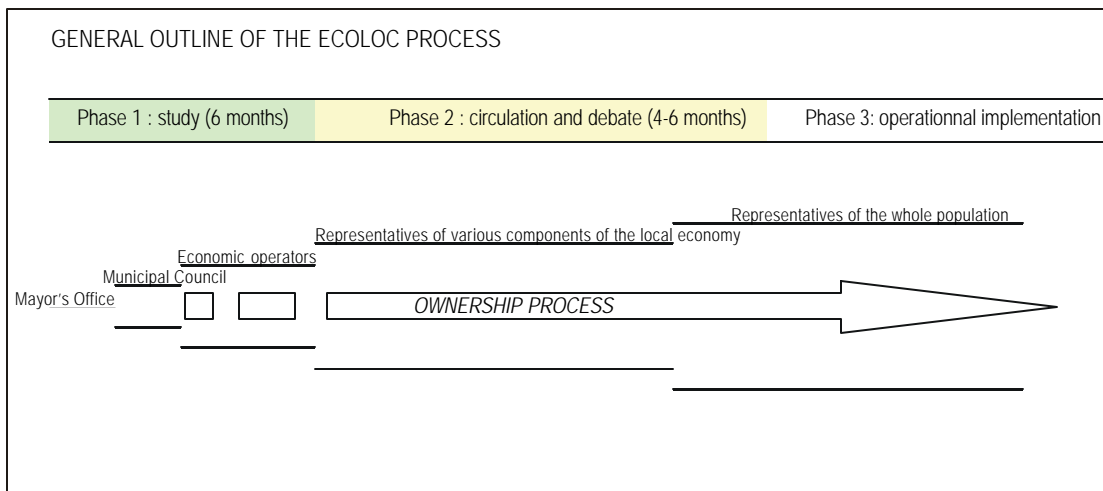 GENERAL OUTLINE OF THE ECOLOC PROCESS
Phase 1 : study (6 months)
Phase 2 : circulation and debate (4-6 months)
Phase 3: operationnal implementation
Representatives of the whole population
Representatives of various components of the local economy
Economic operators
Municipal Council
Mayor's Office
OWNERSHIP PROCESS